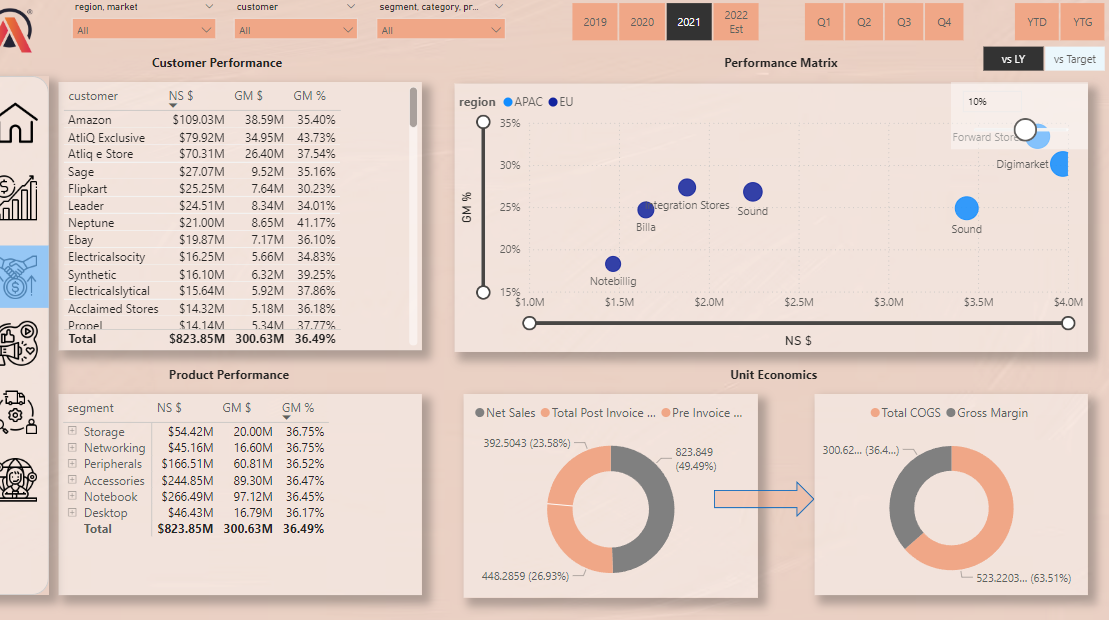 region, market
customer
segment, category, pr...
All
All
All
2019
2020
2021
2022 Est
Q1
Q2
Q3
Q4
YTD
YTG
vs LY
vs Target
Customer Performance
customer NS $ GM $ GM %
Amazon $109.03M 38.59M 35.40%
AtliQ Exclusive $79.92M 34.95M 43.73%
Atliq e Store $70.31M 26.40M 37.54%
Sage $27.07M 9.52M 35.16%
Flipkart $25.25M 7.64M 30.23%
Leader $24.51M 8.34M 34.01%
Neptune $21.00M 8.65M 41.17%
Ebay $19.87M 7.17M 36.10%
Electricalsocity $16.25M 5.66M 34.83%
Synthetic $16.10M 6.32M 39.25%
Electricalslytical $15.64M 5.92M 37.86%
Acclaimed Stores $14.32M 5.18M 36.18%
Propel $14.14M 5.34M 37.77%
Total $823.85M 300.63M 36.49%
Performance Matrix
region APAC EU
10%
35%
30%
25%
20%
15%
GM %
Forward Store
Digimarket
Integration Stores
Sound
Billa
Sound
Notebillig
$1.0M $1.5M $2.0M $2.5M $3.0M $3.5M $4.0M
NS $
Product Performance
segment NS $ GM $ GM %
Storage $54.42M 20.00M 36.75%
Networking $45.16M 16.60M 36.75%
Peripherals $166.51M 60.81M 36.52%
Accessories $244.85M 89.30M 36.47%
Notebook $266.49M 97.12M 36.45%
Desktop $46.43M 16.79M 36.17%
Total $823.85M 300.63M 36.49%
Unit Economics
Net Sales Total Post Invoice ... Pre Invoice ...
392.5043 (23.58%)
823.849
(49.49%)
448.2859 (26.93%)
Total COGS Gross Margin
300.62... (36.4...)
523.2203... (63.51%)